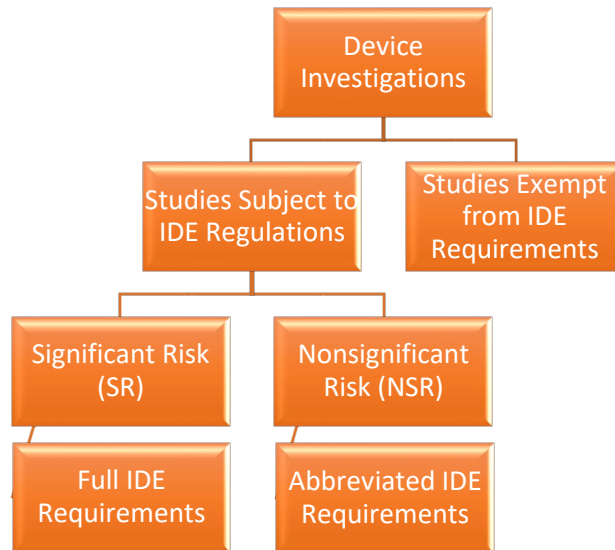 Device
Investigations
Studies Subject to
IDE Regulations
Studies Exempt
from IDE
Requirements
Significant Risk
(SR)
Nonsignificant
Risk (NSR)
Full IDE
Requirements
Abbreviated IDE
Requirements